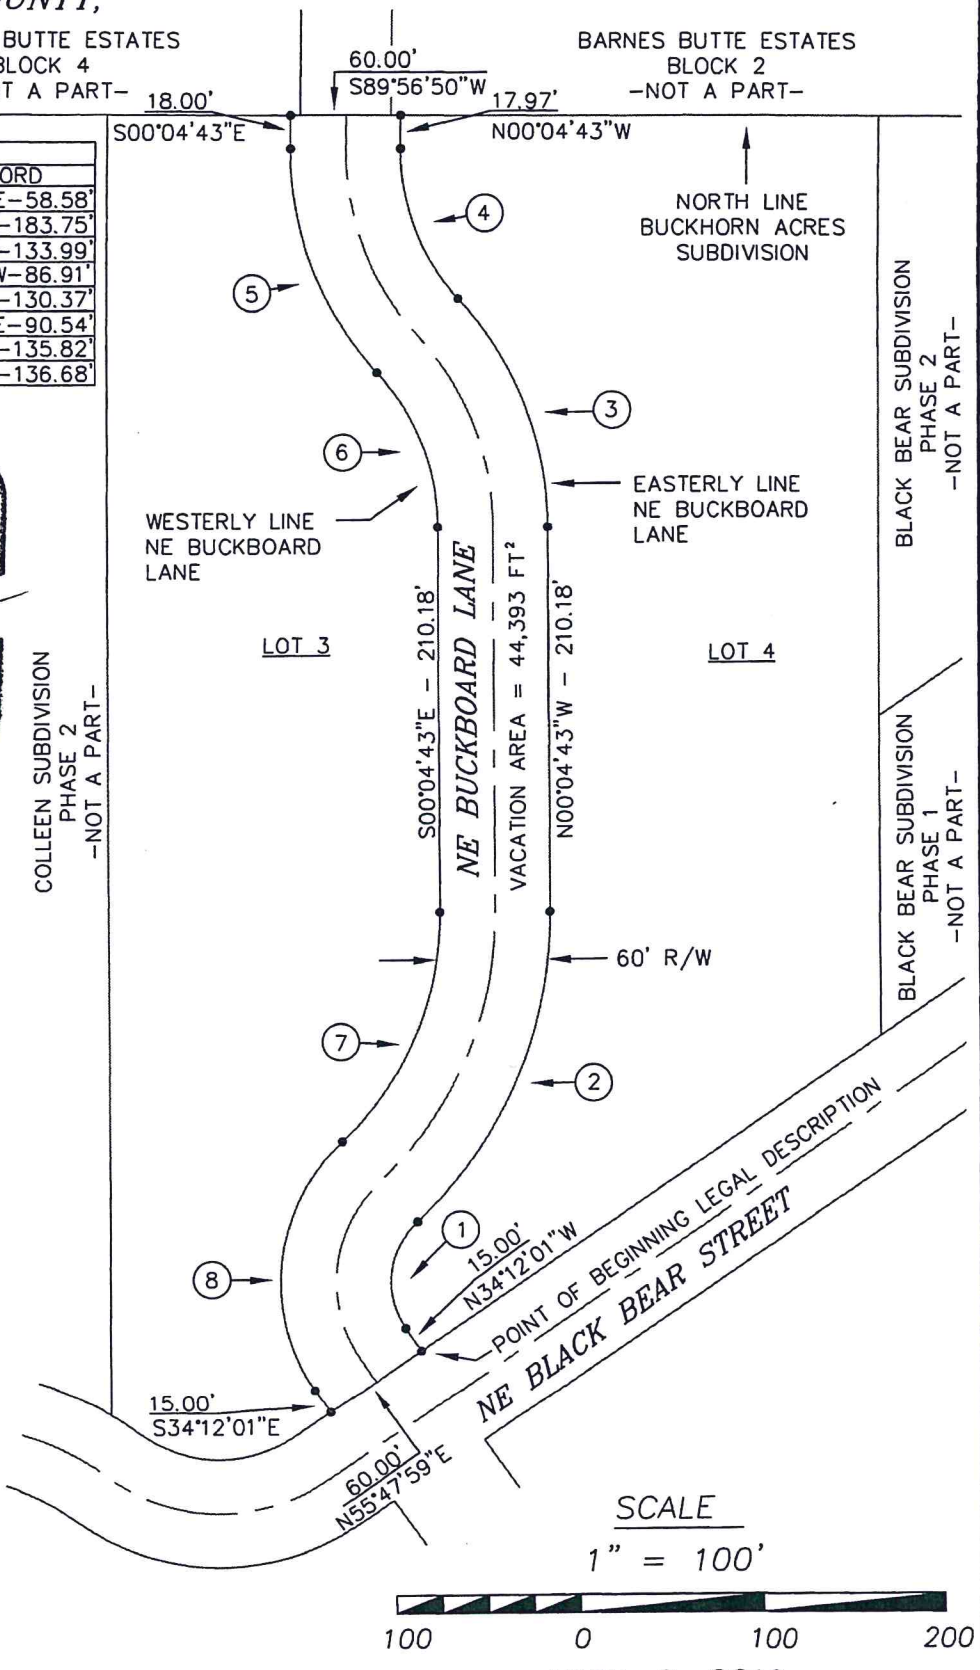 BUTTE ESTATES
BLOCK 4
T A PART-
60.00'
S89°56'50"W
BARNES BUTTE ESTATES
BLOCK 2
-NOT A PART-
18.00'
S00°04'43"E
17.97'
N00°04'43"W
ORD
E-58.58'
-183.75'
-133.99'
W-86.91'
-130.37'
E-90.54'
-135.82'
-136.68'
NORTH LINE
BUCKHORN ACRES
SUBDIVISION
4
5
3
6
BLACK BEAR SUBDIVISION
PHASE 2
-NOT A PART-
WESTERLY LINE
NE BUCKBOARD
LANE
EASTERLY LINE
NE BUCKBOARD
LANE
LOT 3
S00°04'43"E - 210.18'
NE BUCKBOARD LANE
VACATION AREA = 44,393 FT²
N00°04'43"W - 210.18'
LOT 4
COLLEEN SUBDIVISION
PHASE 2
-NOT A PART-
BLACK BEAR SUBDIVISION
PHASE 1
-NOT A PART-
60' R/W
7
2
1
8
15.00'
N34°12'01"W
POINT OF BEGINNING LEGAL DESCRIPTION
NE BLACK BEAR STREET
15.00'
S34°12'01"E
60.00'
N55°47'59"E
SCALE
1" = 100'
100 0 100 200